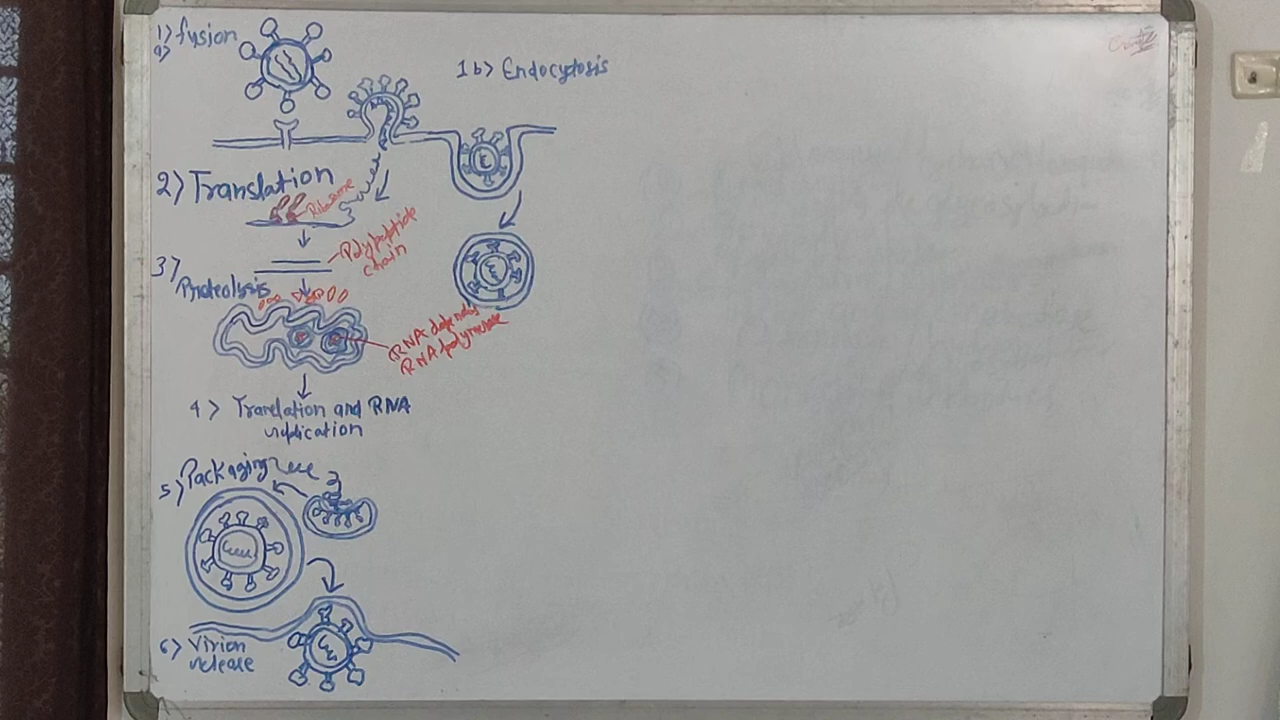 1) fusion
a)
1b> Endocytosis
2) Translation
Ribosome
Polypeptide
chain
3)
Proteolysis
RNA dependent
RNA polymerase
4> Tranclation and RNA
replication
5) Packaging
6> Virion
release